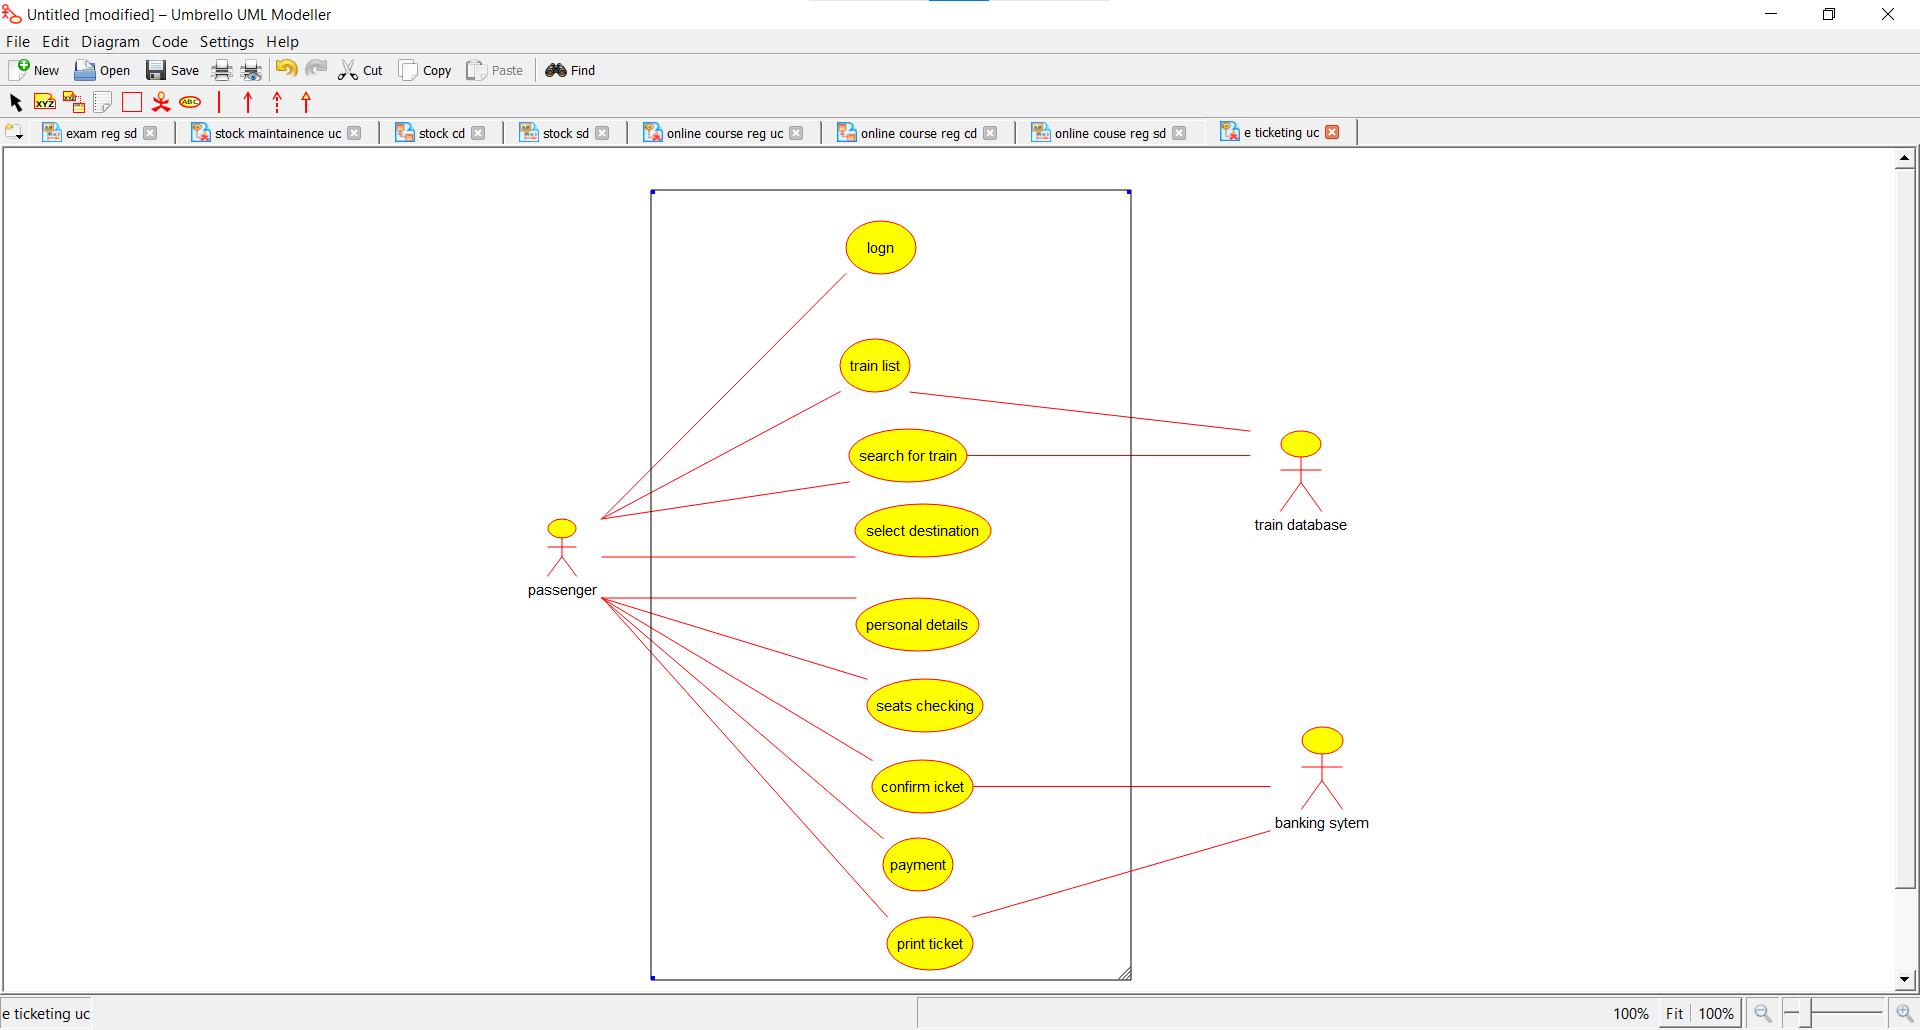 Untitled [modified] – Umbrello UML Modeller
File Edit Diagram Code Settings Help
New Open Save Cut Copy Paste Find
XYZ XYZ ABC
exam reg sd stock maintainence uc stock cd stock sd online course reg uc online course reg cd online couse reg sd e ticketing uc
logn
train list
search for train
train database
select destination
passenger
personal details
seats checking
confirm icket
banking sytem
payment
print ticket
e ticketing uc 100% Fit 100%